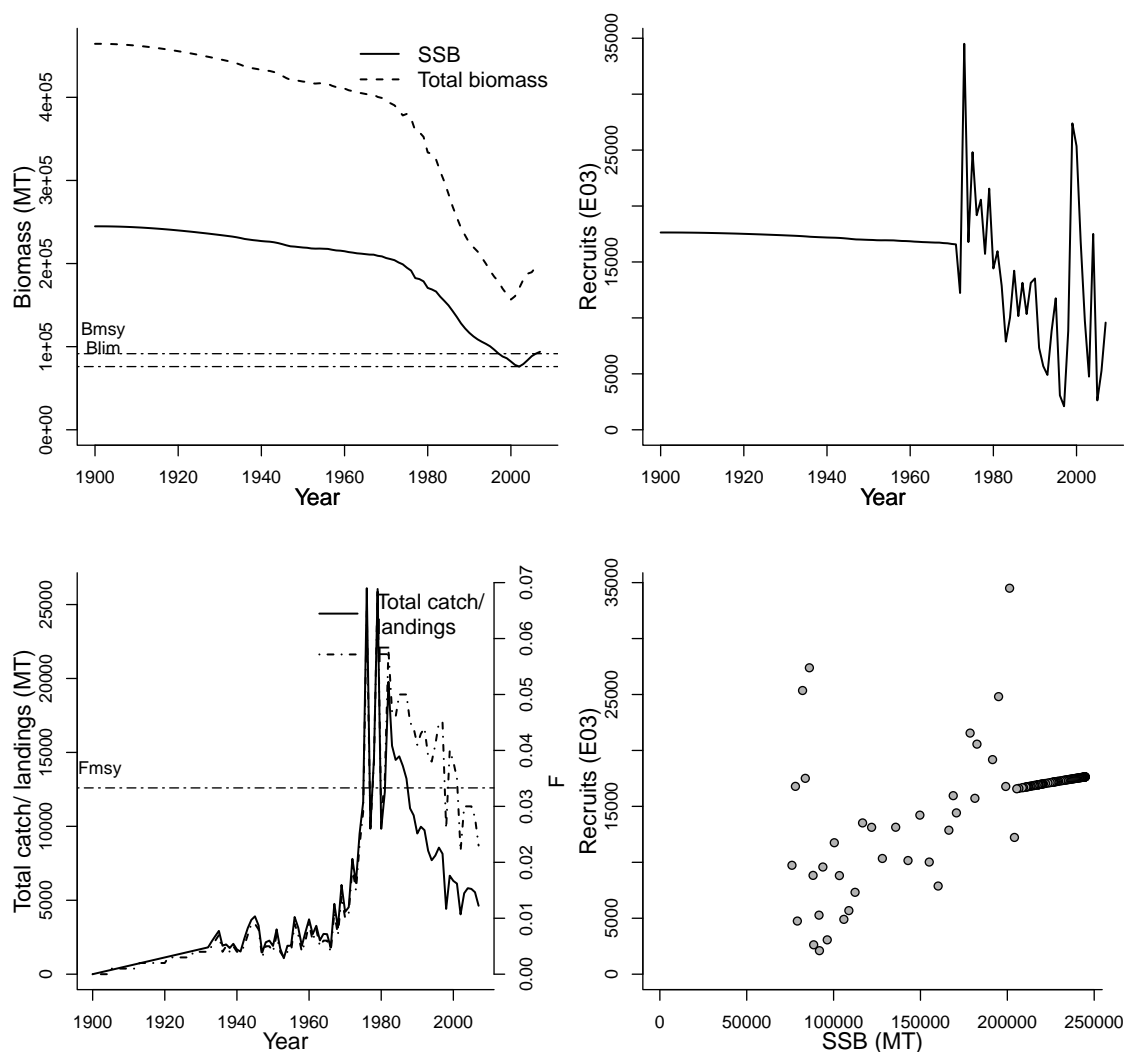 SSB
Total biomass
Bmsy
Blim
0e+00 1e+05 2e+05 3e+05 4e+05
Biomass (MT)
1900 1920 1940 1960 1980 2000
Year
0 5000 15000 25000 35000
Recruits (E03)
1900 1920 1940 1960 1980 2000
Year
Total catch/
landings
Fmsy
0 5000 10000 15000 20000 25000
Total catch/ landings (MT)
0.00 0.01 0.02 0.03 0.04 0.05 0.06 0.07
F
1900 1920 1940 1960 1980 2000
Year
0 5000 15000 25000 35000
Recruits (E03)
0 50000 100000 150000 200000 250000
SSB (MT)